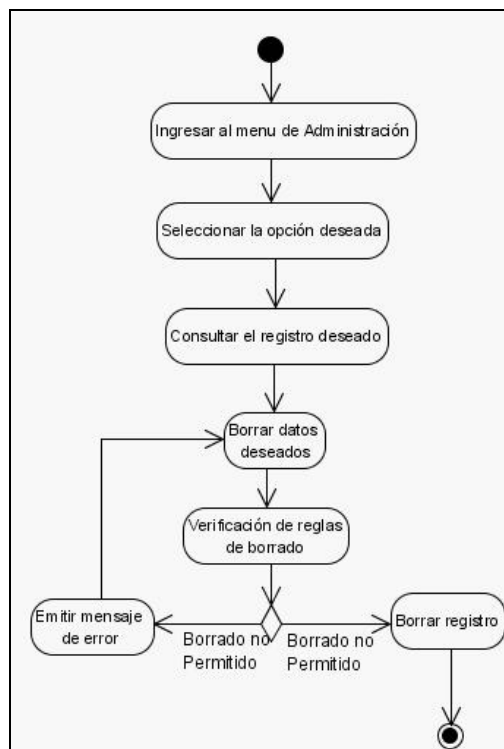 Ingresar al menu de Administración
Seleccionar la opción deseada
Consultar el registro deseado
Borrar datos
deseados
Verificación de reglas
de borrado
Emitir mensaje
de error
Borrado no
Permitido
Borrado no
Permitido
Borrar registro